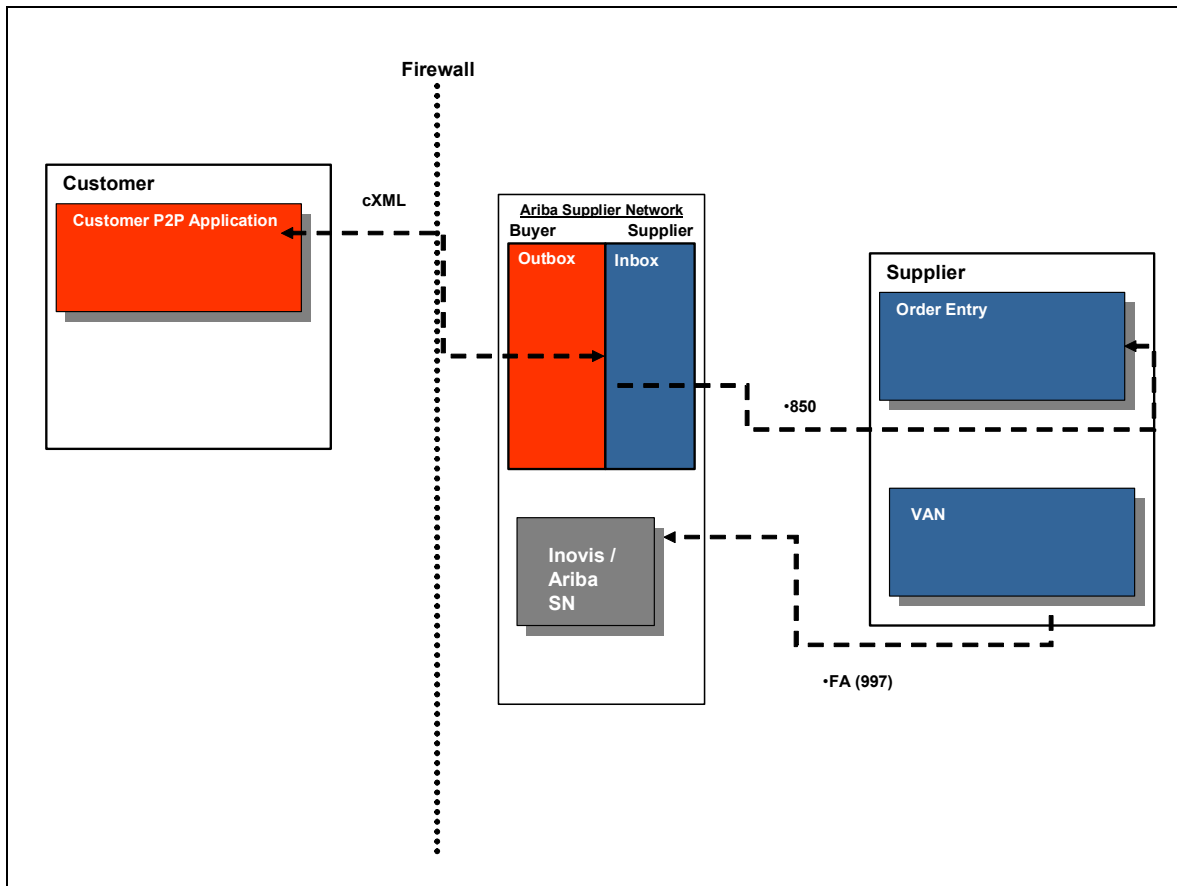 Firewall
Customer
Customer P2P Application
cXML
Ariba Supplier Network
Buyer Supplier
Outbox
Inbox
Supplier
Order Entry
•850
VAN
Inovis /
Ariba
SN
•FA (997)